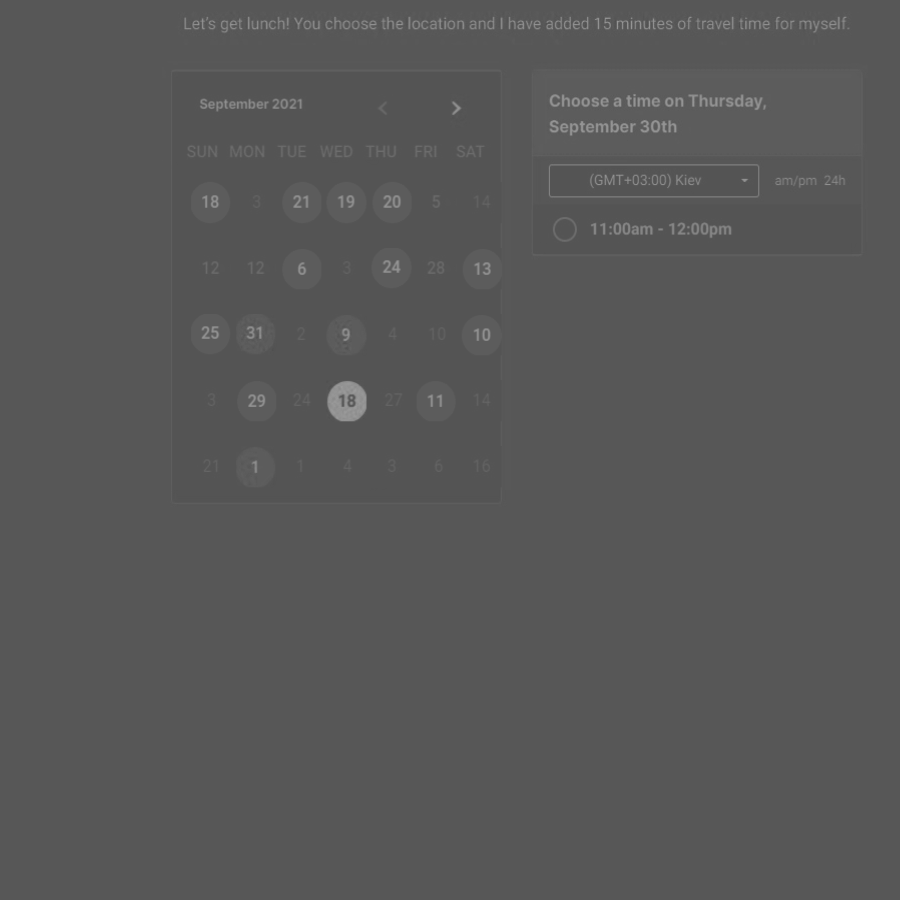 Let's get lunch! You choose the location and I have added 15 minutes of travel time for myself.
September 2021
SUN MON TUE WED THU FRI SAT
18 3 21 19 20 5 14
12 12 6 3 24 28 13
25 31 2 9 4 10 10
3 29 24 18 27 11 14
21 1 1 4 3 6 16
Choose a time on Thursday,
September 30th
(GMT+03:00) Kiev am/pm 24h
11:00am - 12:00pm